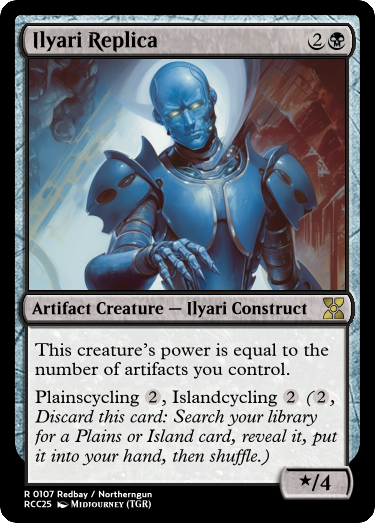 Ilyari Replica 2
Artifact Creature — Ilyari Construct
This creature's power is equal to the
number of artifacts you control.
Plainscycling 2, Islandcycling 2 (2,
Discard this card: Search your library
for a Plains or Island card, reveal it, put
it into your hand, then shuffle.)
★/4
R 0107 Redbay / Northerngun
RCC25 Midjourney (TGR)